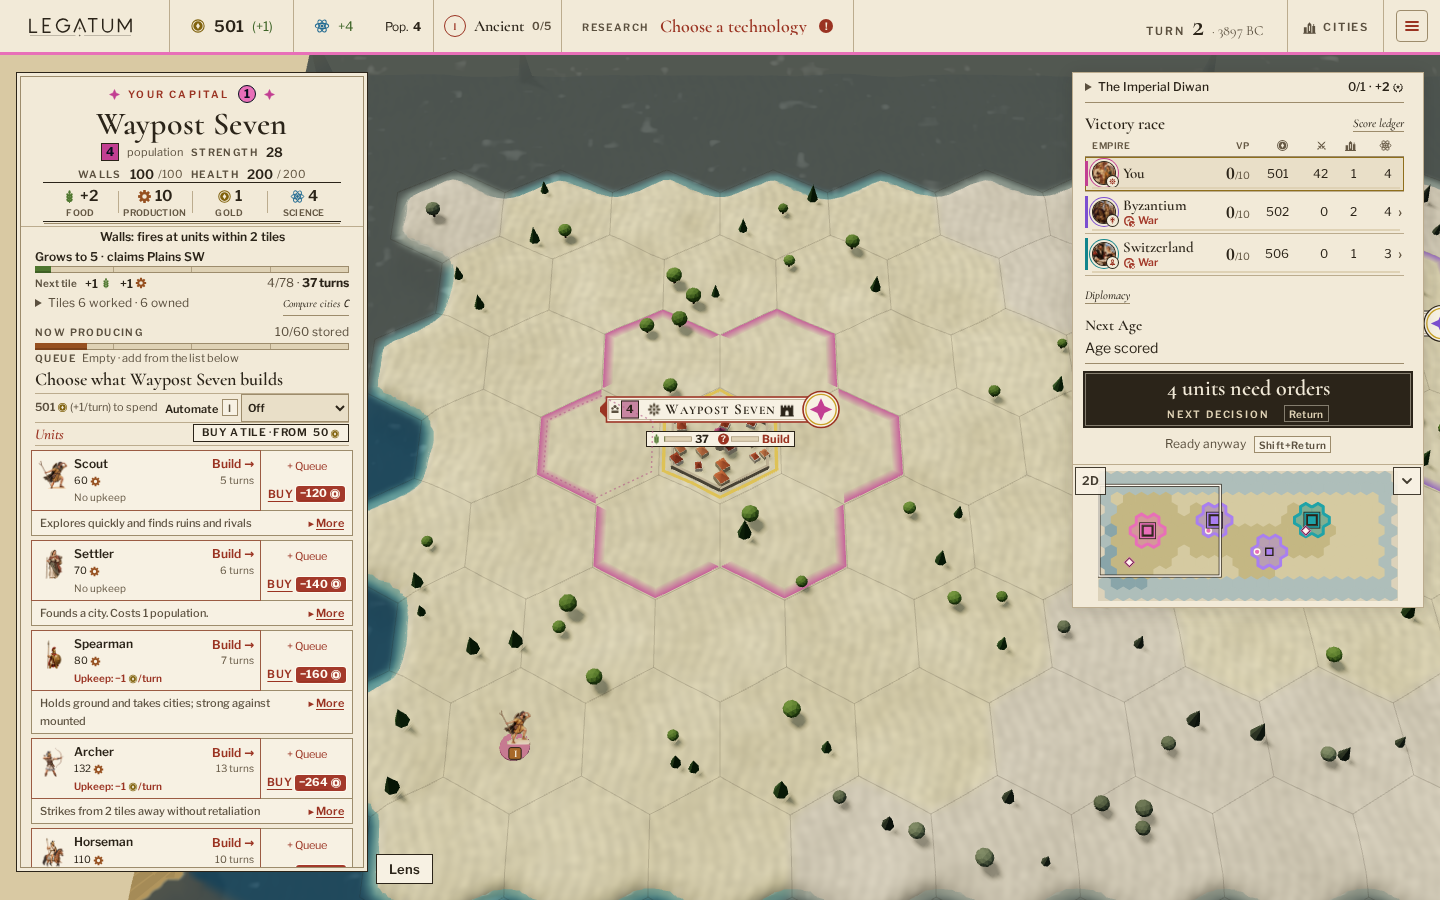 LEGATUM
501 (+1)
+4
Pop. 4
I Ancient 0/5
RESEARCH Choose a technology !
TURN 2 · 3897 BC
CITIES
YOUR CAPITAL 1
Waypost Seven
4 population STRENGTH 28
WALLS 100 /100 HEALTH 200 / 200
+2 10 1 4
FOOD PRODUCTION GOLD SCIENCE
Walls: fires at units within 2 tiles
Grows to 5 · claims Plains SW
Next tile +1 +1 4/78 · 37 turns
Tiles 6 worked · 6 owned Compare cities C
NOW PRODUCING 10/60 stored
QUEUE Empty · add from the list below
Choose what Waypost Seven builds
501 (+1/turn) to spend Automate I Off
Units BUY A TILE · FROM 50
Scout Build → + Queue
60 5 turns
No upkeep BUY −120
Explores quickly and finds ruins and rivals ▸ More
Settler Build → + Queue
70 6 turns
No upkeep BUY −140
Founds a city. Costs 1 population. ▸ More
Spearman Build → + Queue
80 7 turns
Upkeep: −1 /turn BUY −160
Holds ground and takes cities; strong against ▸ More
mounted
Archer Build → + Queue
132 13 turns
Upkeep: −1 /turn BUY −264
Strikes from 2 tiles away without retaliation ▸ More
Horseman Build → + Queue
110 10 turns
4 Waypost Seven
37 ? Build
I
Lens
The Imperial Diwan 0/1 · +2
Victory race Score ledger
EMPIRE VP
You 0/10 501 42 1 4
Byzantium 0/10 502 0 2 4 ›
War
Switzerland 0/10 506 0 1 3 ›
War
Diplomacy
Next Age
Age scored
4 units need orders
NEXT DECISION Return
Ready anyway Shift+Return
2D